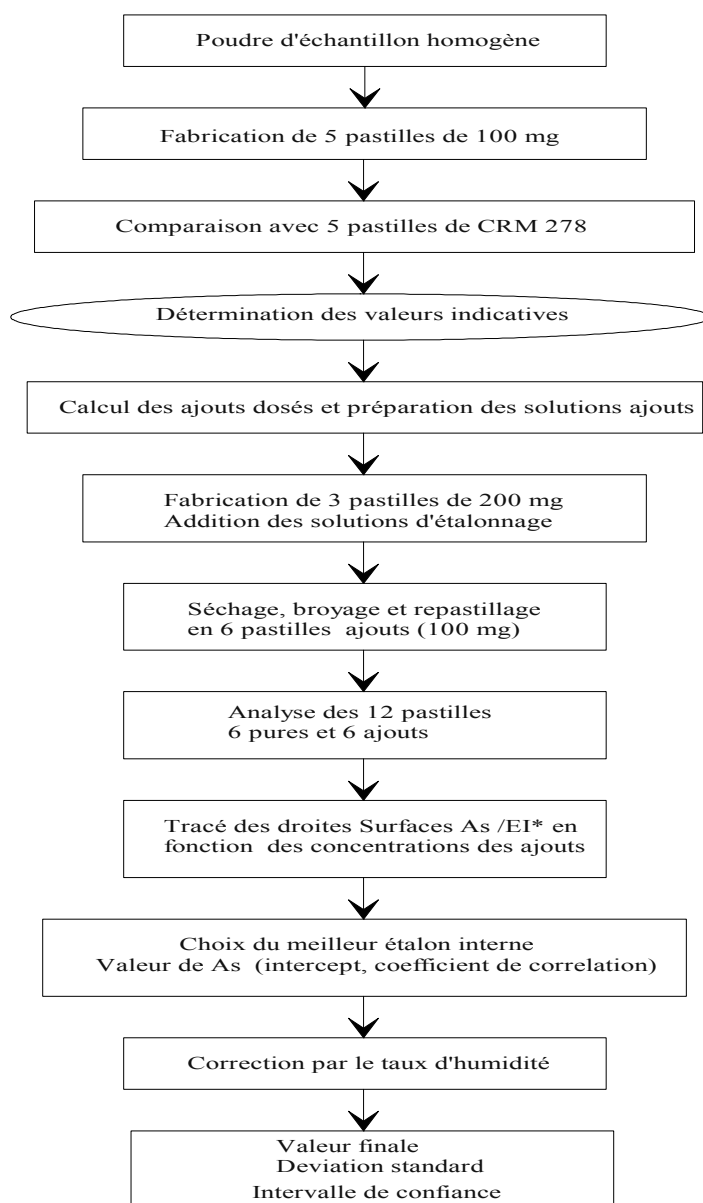 Poudre d'échantillon homogène
Fabrication de 5 pastilles de 100 mg
Comparaison avec 5 pastilles de CRM 278
Détermination des valeurs indicatives
Calcul des ajouts dosés et préparation des solutions ajouts
Fabrication de 3 pastilles de 200 mg
Addition des solutions d'étalonnage
Séchage, broyage et repastillage
en 6 pastilles ajouts (100 mg)
Analyse des 12 pastilles
6 pures et 6 ajouts
Tracé des droites Surfaces As /EI* en
fonction des concentrations des ajouts
Choix du meilleur étalon interne
Valeur de As (intercept, coefficient de correlation)
Correction par le taux d'humidité
Valeur finale
Deviation standard
Intervalle de confiance